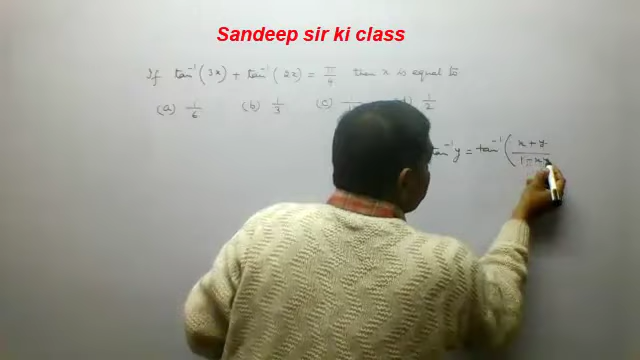 Sandeep sir ki class
If tan⁻¹(3x) + tan⁻¹(2x) = π/4 then x is equal to
(a) 1/6 (b) 1/3 (c) 1/2
tan⁻¹y = tan⁻¹(x + y / 1 - xy